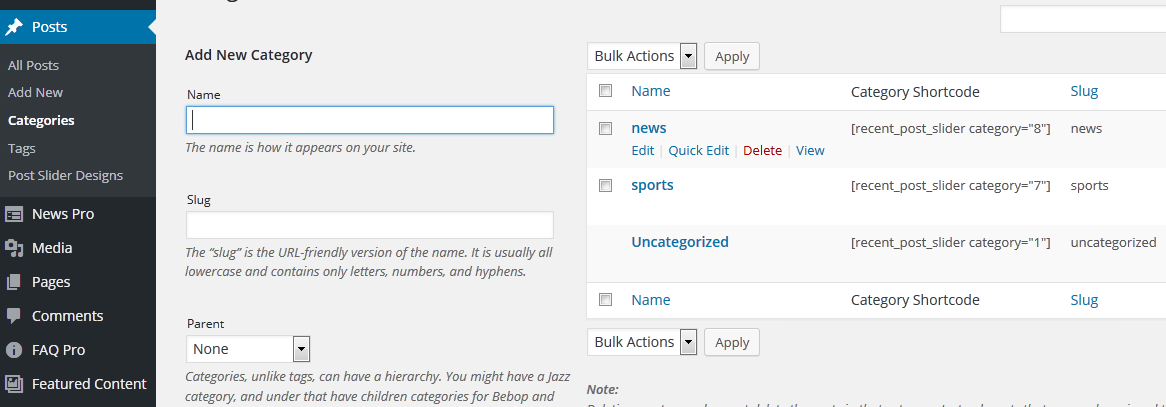 Posts
All Posts
Add New
Categories
Tags
Post Slider Designs
News Pro
Media
Pages
Comments
FAQ Pro
Featured Content
Add New Category
Name
The name is how it appears on your site.
Slug
The “slug” is the URL-friendly version of the name. It is usually all
lowercase and contains only letters, numbers, and hyphens.
Parent
None
Categories, unlike tags, can have a hierarchy. You might have a Jazz
category, and under that have children categories for Bebop and
Bulk Actions Apply
Name Category Shortcode Slug
news [recent_post_slider category="8"] news
Edit | Quick Edit | Delete | View
sports [recent_post_slider category="7"] sports
Uncategorized [recent_post_slider category="1"] uncategorized
Name Category Shortcode Slug
Bulk Actions Apply
Note: